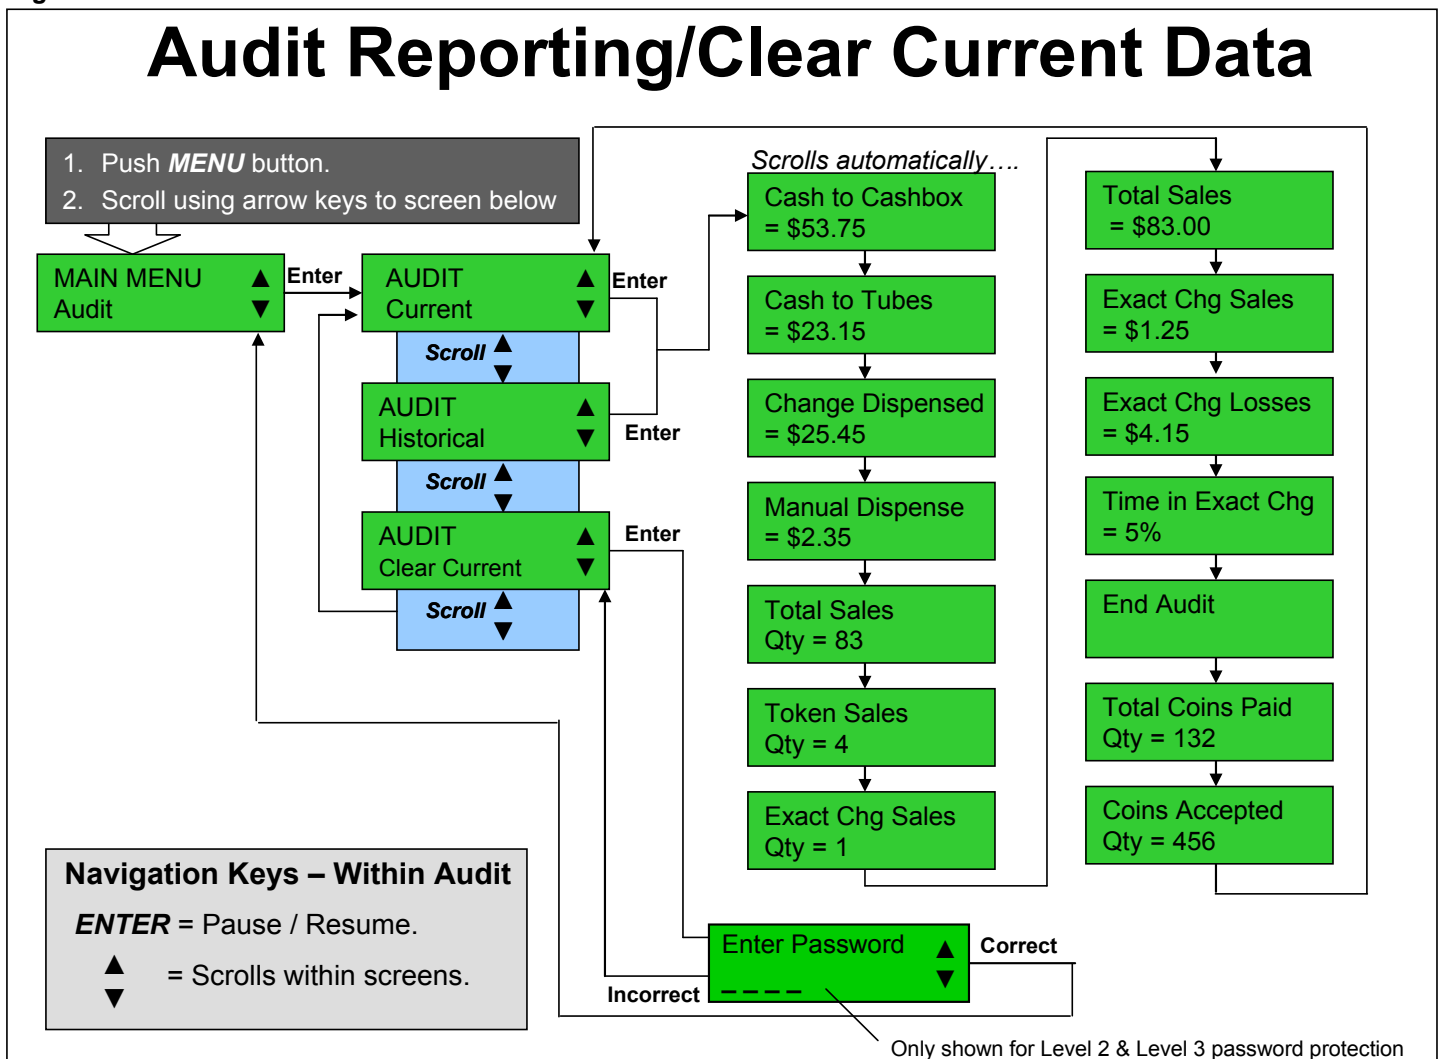 Audit Reporting/Clear Current Data
1. Push MENU button.
2. Scroll using arrow keys to screen below
MAIN MENU
Audit
Enter
AUDIT
Current
Enter
Scroll
AUDIT
Historical
Enter
Scroll
AUDIT
Clear Current
Enter
Scroll
Scrolls automatically….
Cash to Cashbox
= $53.75
Cash to Tubes
= $23.15
Change Dispensed
= $25.45
Manual Dispense
= $2.35
Total Sales
Qty = 83
Token Sales
Qty = 4
Exact Chg Sales
Qty = 1
Total Sales
= $83.00
Exact Chg Sales
= $1.25
Exact Chg Losses
= $4.15
Time in Exact Chg
= 5%
End Audit
Total Coins Paid
Qty = 132
Coins Accepted
Qty = 456
Navigation Keys – Within Audit
ENTER = Pause / Resume.
= Scrolls within screens.
Enter Password
_ _ _ _
Correct
Incorrect
Only shown for Level 2 & Level 3 password protection